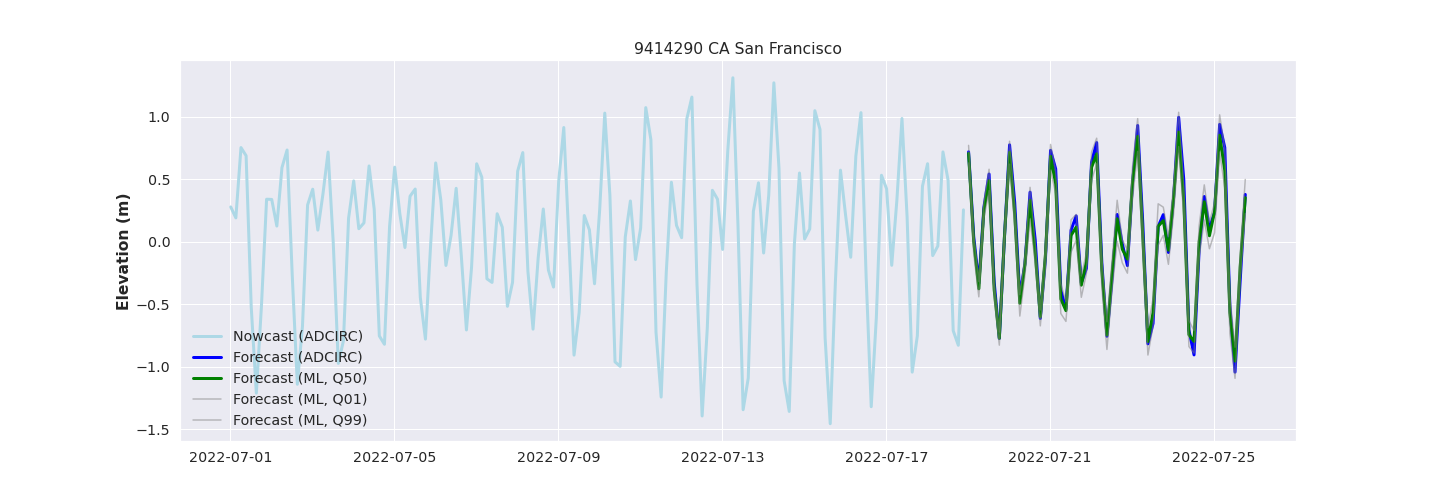 9414290 CA San Francisco
Elevation (m)
1.0
0.5
0.0
−0.5
−1.0
−1.5
Nowcast (ADCIRC)
Forecast (ADCIRC)
Forecast (ML, Q50)
Forecast (ML, Q01)
Forecast (ML, Q99)
2022-07-01 2022-07-05 2022-07-09 2022-07-13 2022-07-17 2022-07-21 2022-07-25